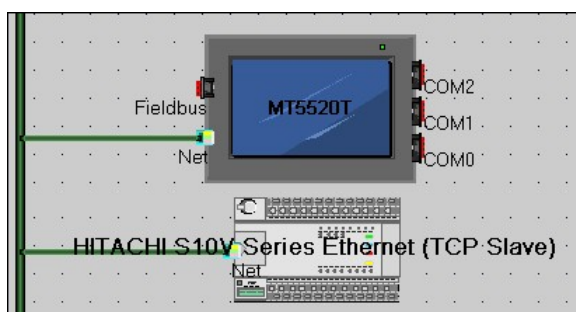 COM2
Fieldbus
MT5520T
COM1
Net
COM0
HITACHI S10V Series Ethernet (TCP Slave)
Net